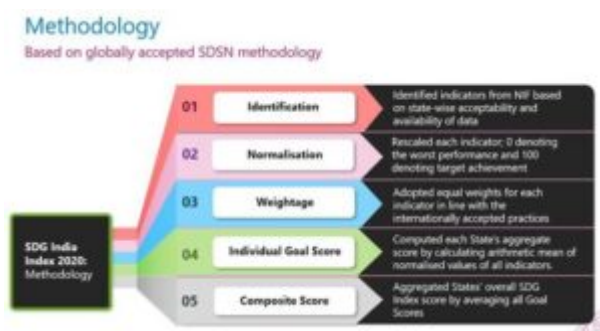 Methodology
Based on globally accepted SDSN methodology
SDG India
Index 2020:
Methodology
01
Identification
Identified indicators from NIF based
on state-wise acceptability and
availability of data
02
Normalisation
Rescaled each indicator; 0 denoting
the worst performance and 100
denoting target achievement
03
Weightage
Adopted equal weights for each
indicator in line with the
internationally accepted practices
04
Individual Goal Score
Computed each State's aggregate
score by calculating arithmetic mean of
normalised values of all indicators
05
Composite Score
Aggregated States' overall SDG
Index score by averaging all Goal
Scores